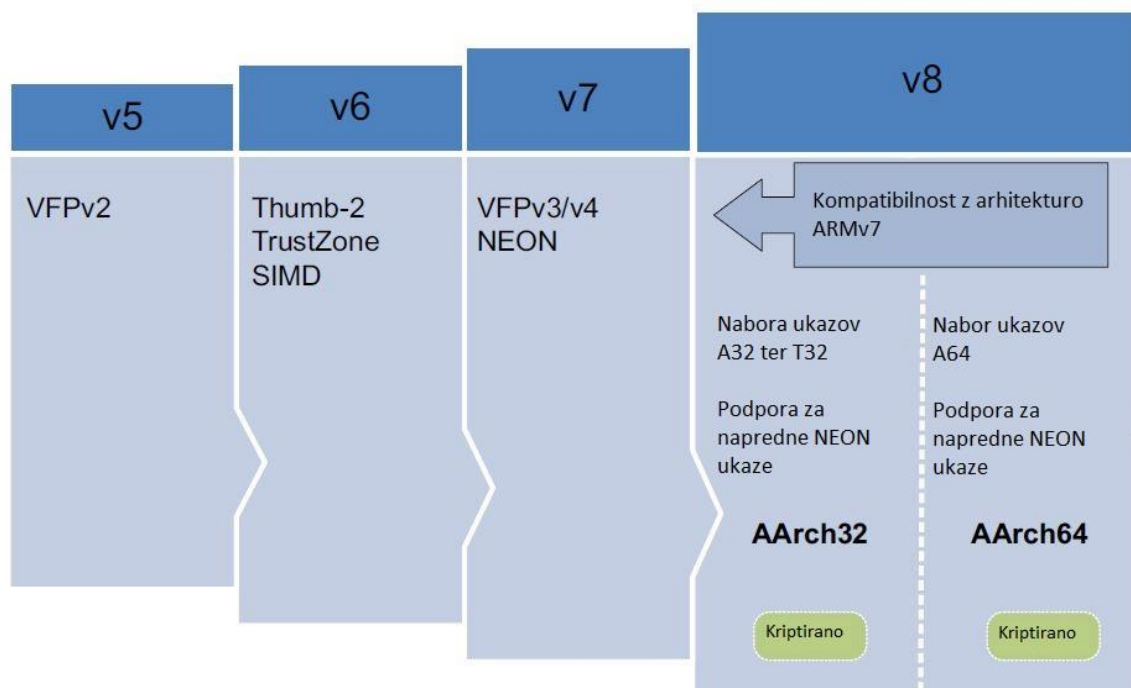 v5
v6
v7
v8
VFPv2
Thumb-2
TrustZone
SIMD
VFPv3/v4
NEON
Kompatibilnost z arhitekturo
ARMv7
Nabora ukazov
A32 ter T32
Podpora za
napredne NEON
ukaze
AArch32
Kriptirano
Nabor ukazov
A64
Podpora za
napredne NEON
ukaze
AArch64
Kriptirano